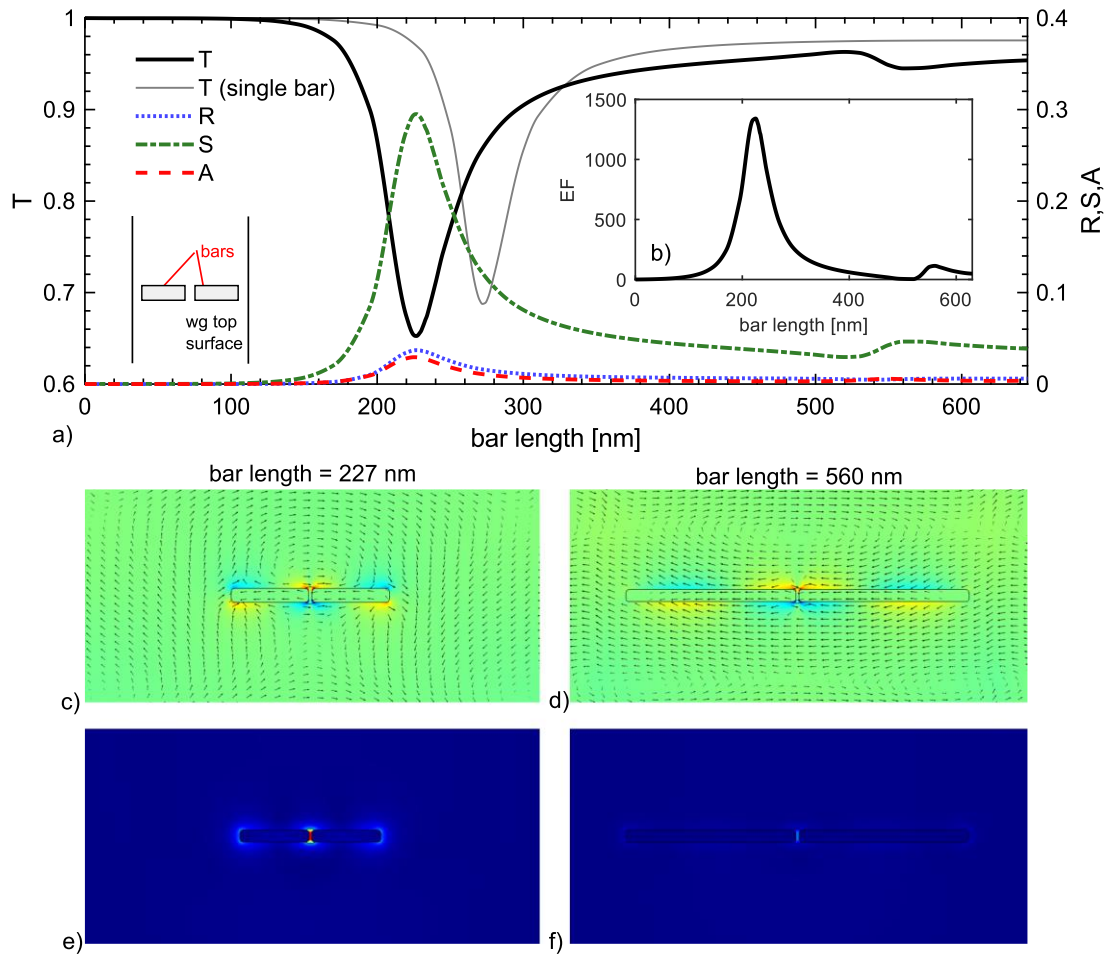 1
0.9
0.8
0.7
0.6
T
0.4
0.3
0.2
0.1
0
R,S,A
T
T (single bar)
R
S
A
bars
wg top
surface
1500
1000
500
0
EF
b)
0 200 400 600
bar length [nm]
0 100 200 300 400 500 600
a)
bar length [nm]
bar length = 227 nm
bar length = 560 nm
c)
d)
e)
f)